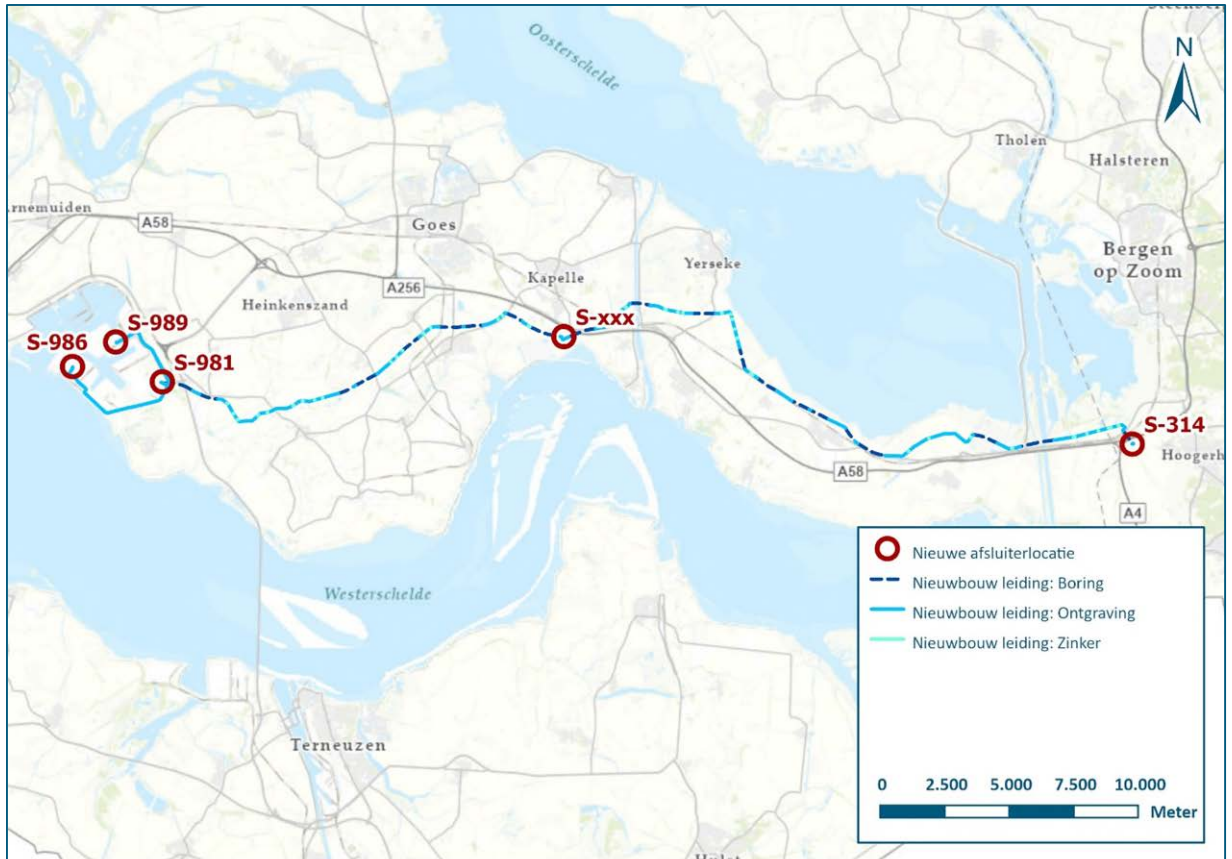 Steenber
Oosterschelde
N
Tholen
Halsteren
rnemuiden
A58
Goes
Bergen
op Zoom
Kapelle
Yerseke
A256
Heinkenszand
S-989
S-xxx
S-986
S-981
S-314
Hoogerh
A58
A4
Westerschelde
Terneuzen
Hulst
Nieuwe afsluiterlocatie
Nieuwbouw leiding: Boring
Nieuwbouw leiding: Ontgraving
Nieuwbouw leiding: Zinker
0 2.500 5.000 7.500 10.000
Meter